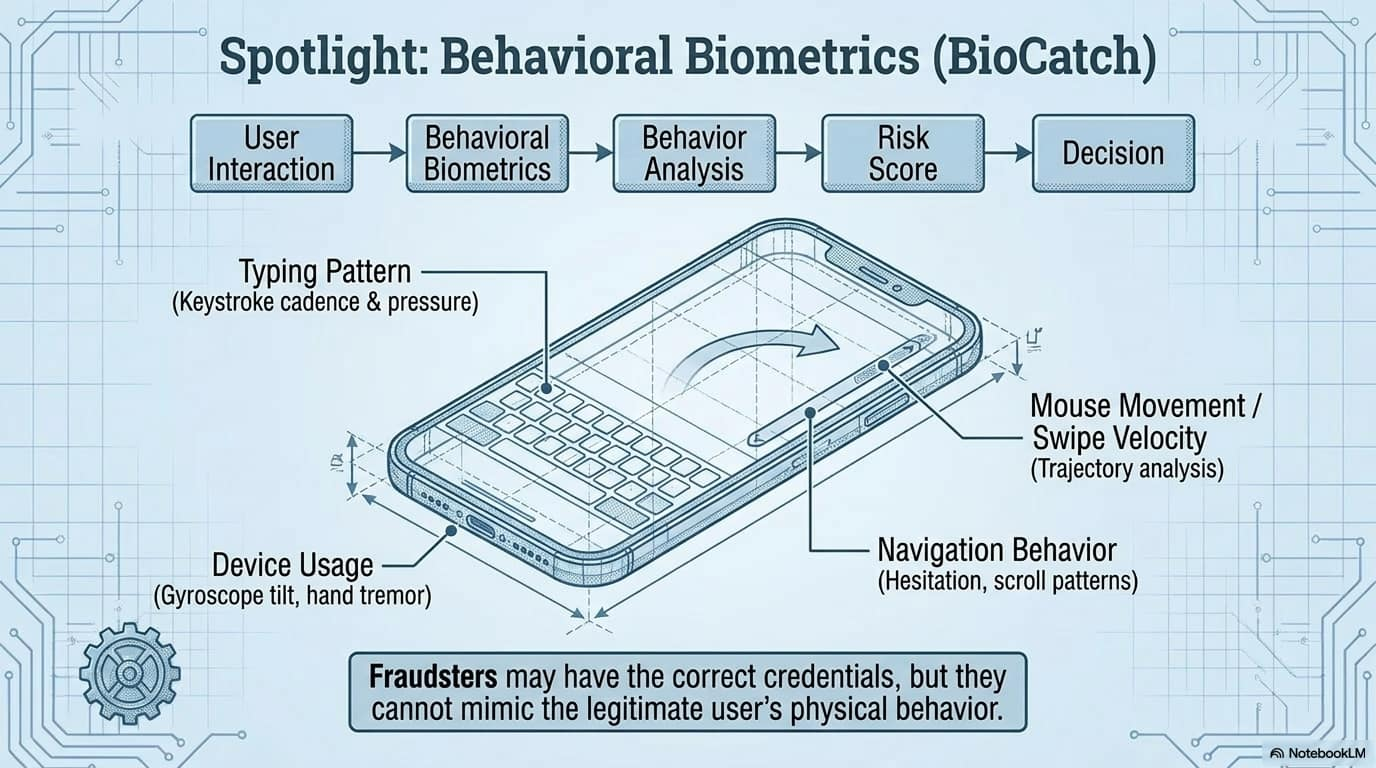 Spotlight: Behavioral Biometrics (BioCatch)
User
Interaction
Behavioral
Biometrics
Behavior
Analysis
Risk
Score
Decision
Typing Pattern
(Keystroke cadence & pressure)
Mouse Movement /
Swipe Velocity
(Trajectory analysis)
Device Usage
(Gyroscope tilt, hand tremor)
Navigation Behavior
(Hesitation, scroll patterns)
Fraudsters may have the correct credentials, but they
cannot mimic the legitimate user's physical behavior.
NotebookLM